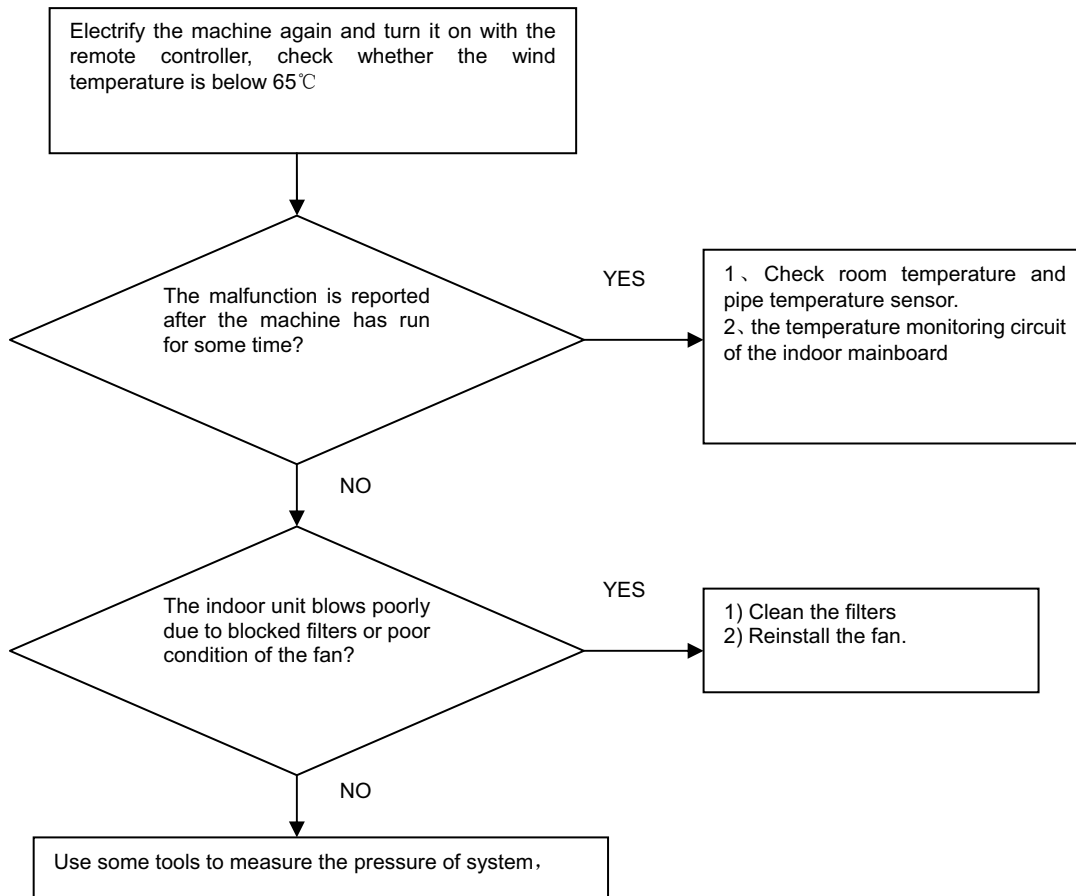 Electrify the machine again and turn it on with the
remote controller, check whether the wind
temperature is below 65℃
The malfunction is reported
after the machine has run
for some time?
YES
1、Check room temperature and
pipe temperature sensor.
2、the temperature monitoring circuit
of the indoor mainboard
NO
The indoor unit blows poorly
due to blocked filters or poor
condition of the fan?
YES
1) Clean the filters
2) Reinstall the fan.
NO
Use some tools to measure the pressure of system，